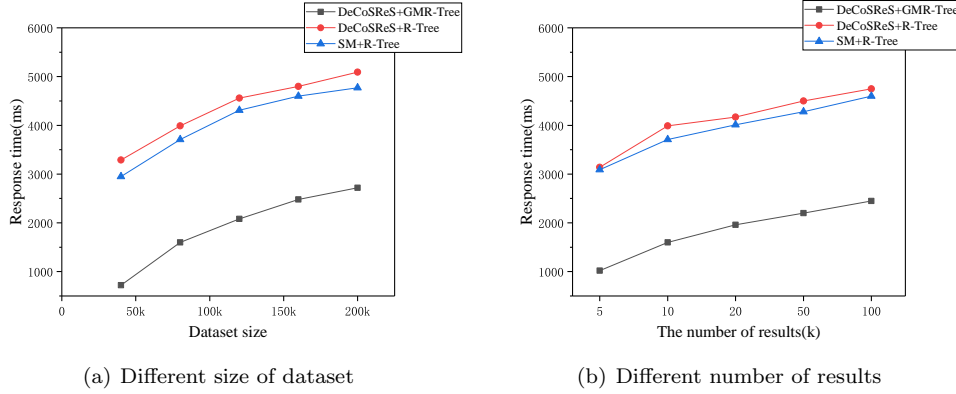 DeCoSReS+GMR-Tree
DeCoSReS+R-Tree
SM+R-Tree
6000
5000
4000
3000
2000
1000
Response time(ms)
0
50k
100k
150k
200k
Dataset size
(a) Different size of dataset
DeCoSReS+GMR-Tree
DeCoSReS+R-Tree
SM+R-Tree
6000
5000
4000
3000
2000
1000
Response time(ms)
5
10
20
50
100
The number of results(k)
(b) Different number of results